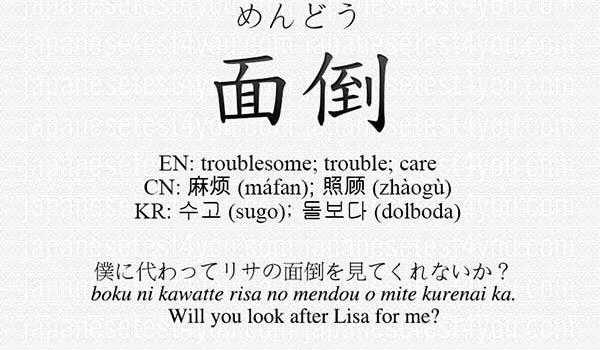 めんどう
面倒
EN: troublesome; trouble; care
CN: 麻烦 (máfan); 照顾 (zhàogù)
KR: 수고 (sugo); 돌보다 (dolboda)
僕に代わってリサの面倒を見てくれないか？
boku ni kawatte risa no mendou o mite kurenai ka.
Will you look after Lisa for me?